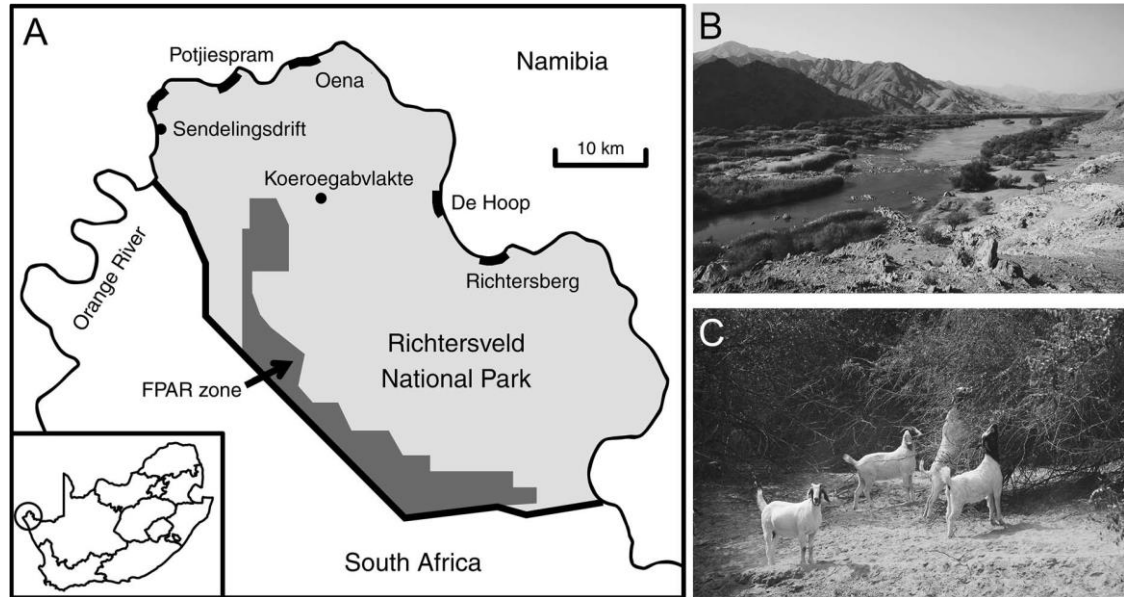 A
Potjiespram
Oena
Namibia
Sendelingsdrift
10 km
Koeroegabvlakte
De Hoop
Orange River
Richtersberg
Richtersveld
National Park
FPAR zone
South Africa
B
C